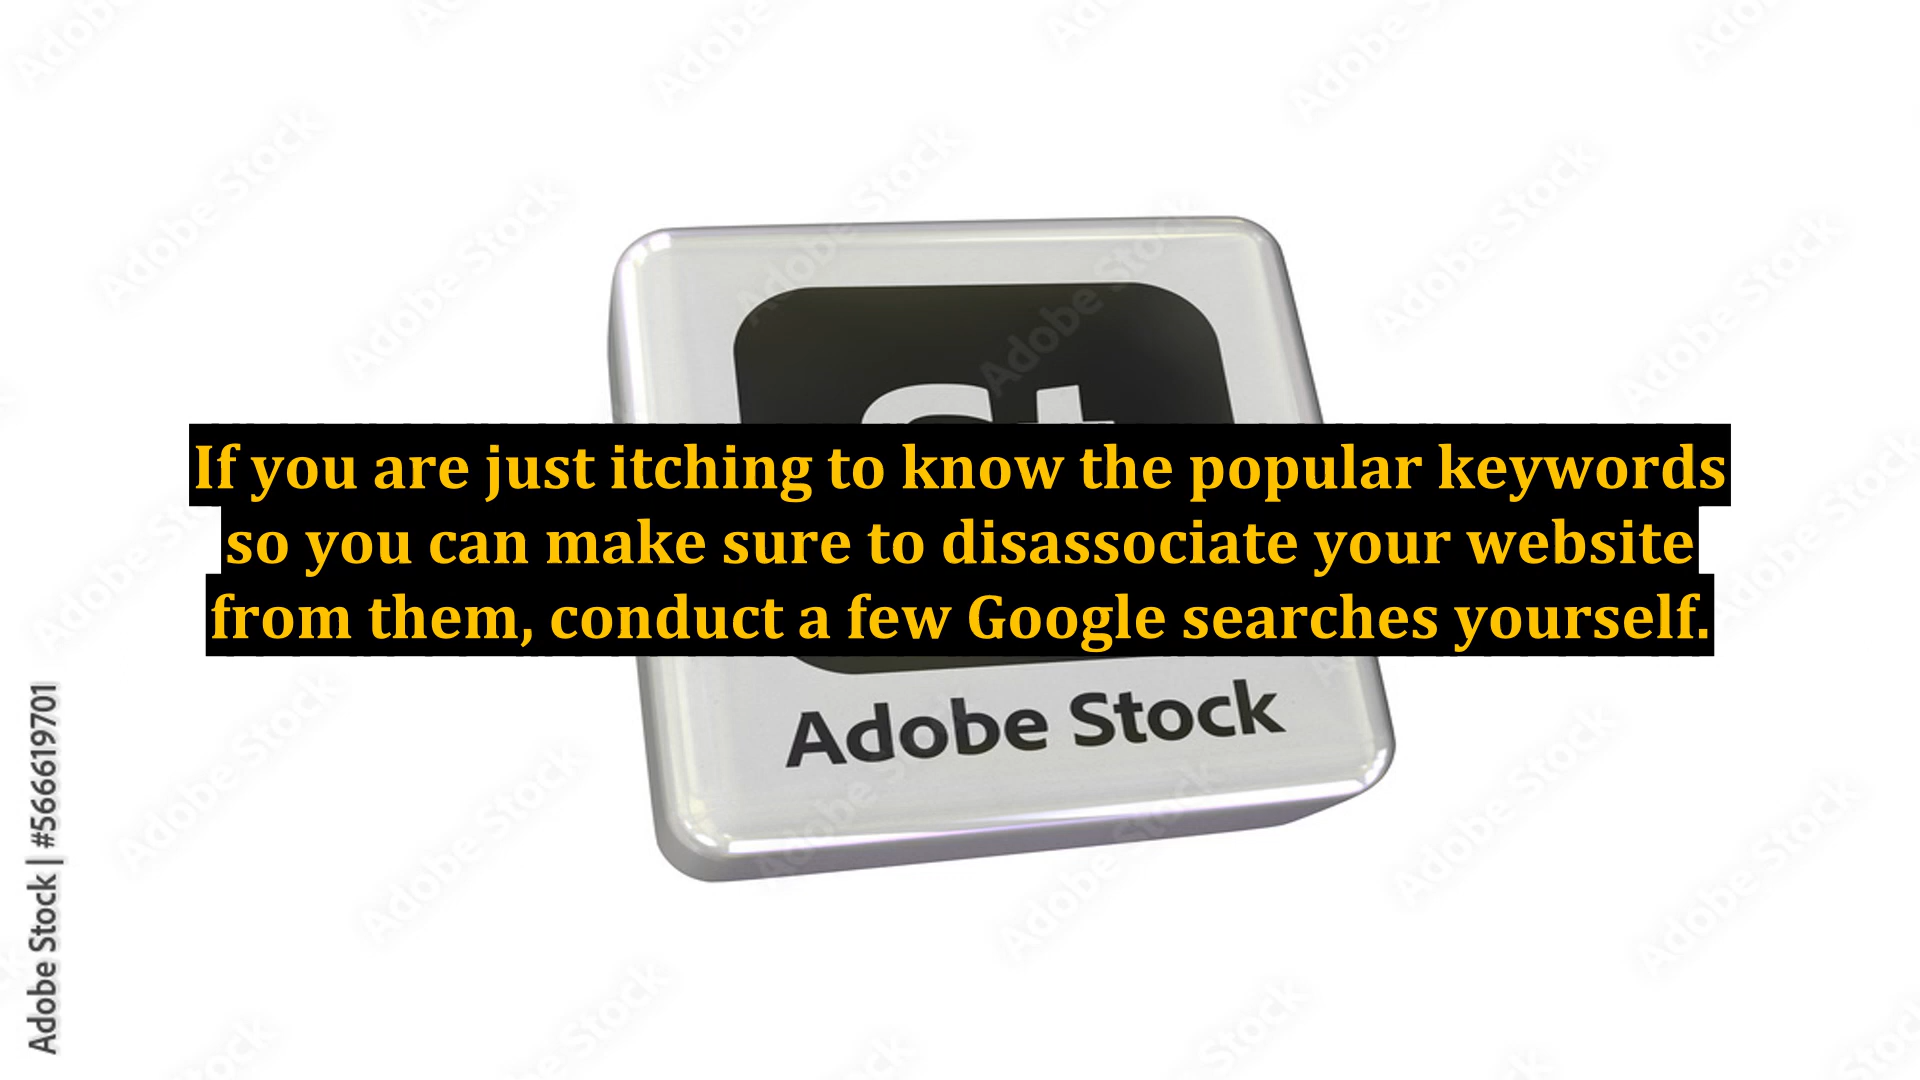 If you are just itching to know the popular keywords
so you can make sure to disassociate your website
from them, conduct a few Google searches yourself.
Adobe Stock
Adobe Stock | #566619701